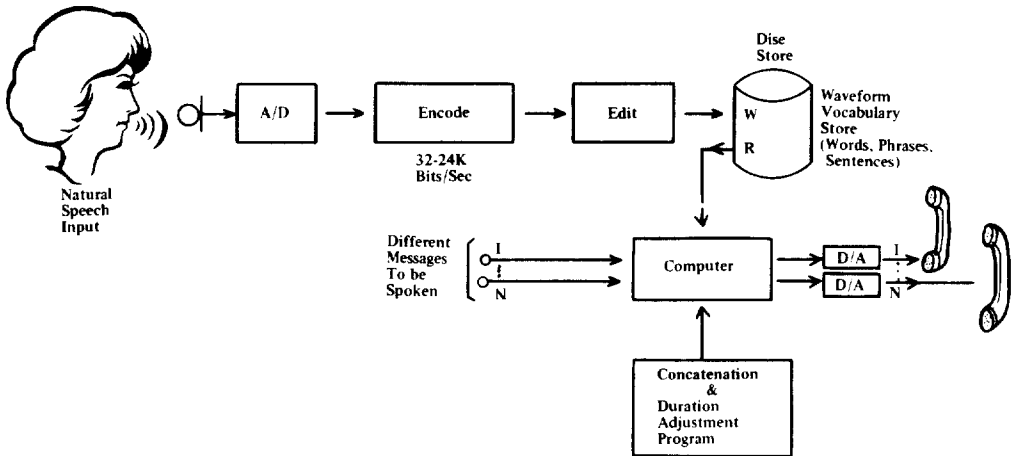 Natural
Speech
Input
A/D
Encode
32-24K
Bits/Sec
Edit
Dise
Store
W
R
Waveform
Vocabulary
Store
(Words, Phrases,
Sentences)
Different
Messages
To be
Spoken
I
N
Computer
D/A
D/A
I
N
Concatenation
&
Duration
Adjustment
Program